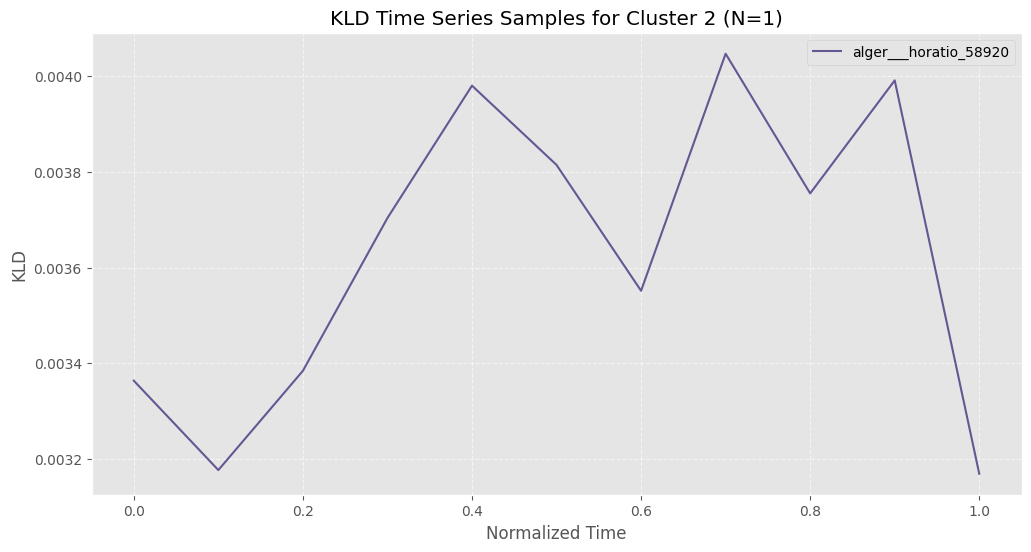 KLD Time Series Samples for Cluster 2 (N=1)
alger___horatio_58920
0.0040
0.0038
0.0036
0.0034
0.0032
KLD
0.0 0.2 0.4 0.6 0.8 1.0
Normalized Time